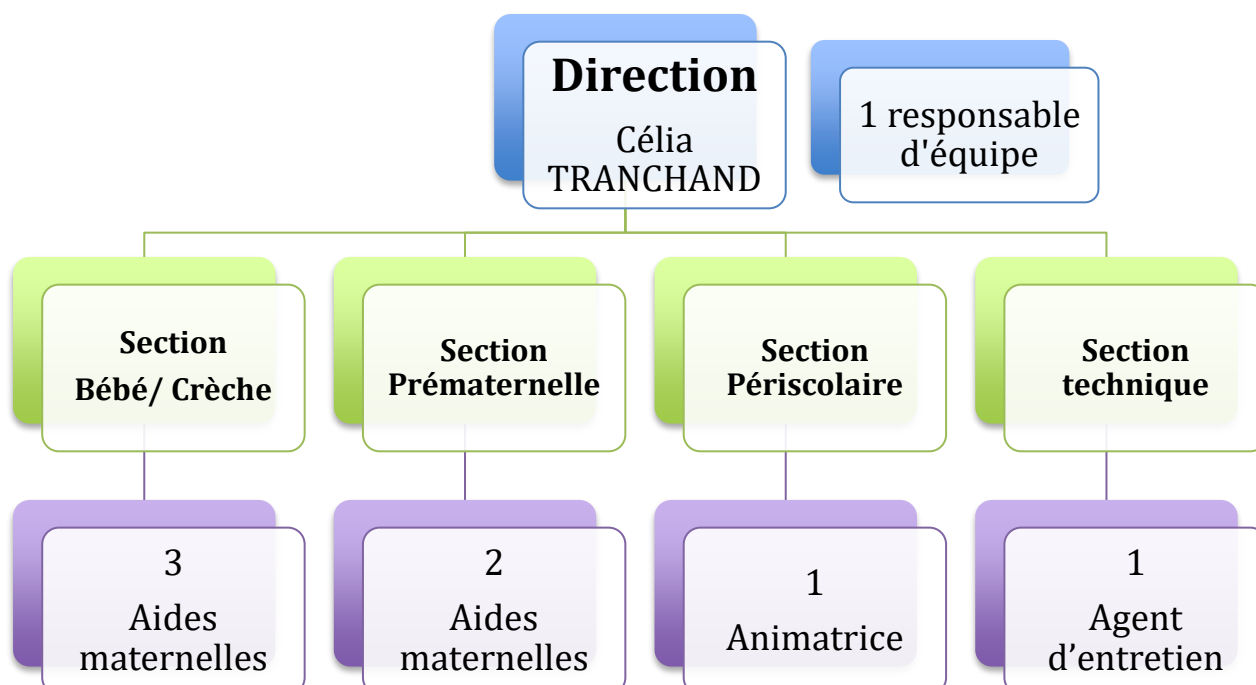 Direction
Célia
TRANCHAND
1 responsable
d'équipe
Section
Bébé/ Crèche
Section
Prématernelle
Section
Périscolaire
Section
technique
3
Aides
maternelles
2
Aides
maternelles
1
Animatrice
1
Agent
d’entretien